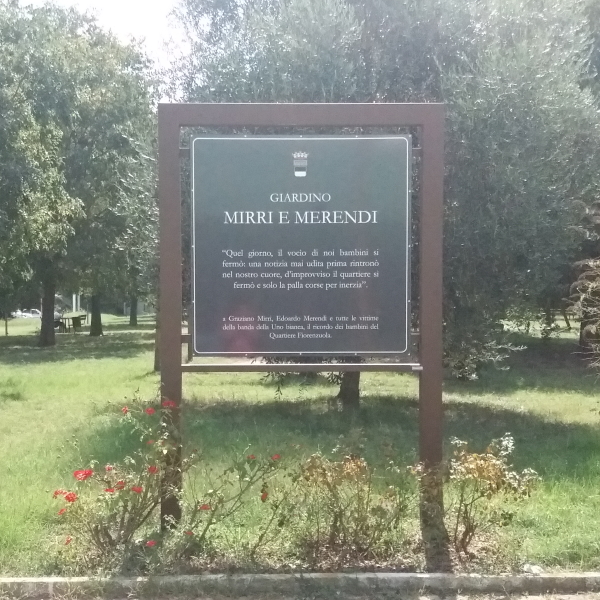 GIARDINO
MIRRI E MERENDI
“Quel giorno, il vocio di noi bambini si
fermò: una notizia mai udita prima rintronò
nel nostro cuore, d’improvviso il quartiere si
fermò e solo la palla corse per inerzia”.
a Graziano Mirri, Edoardo Merendi e tutte le vittime
della banda della Uno bianca, il ricordo dei bambini del
Quartiere Fiorenzuola.